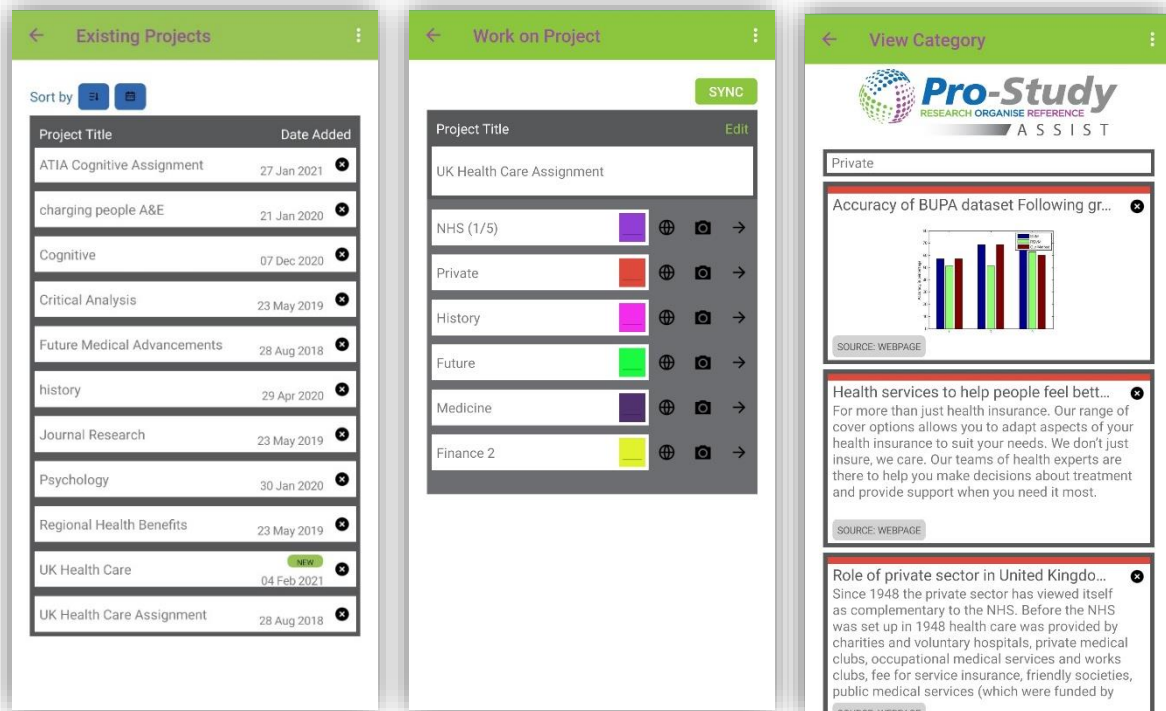 Existing Projects
Sort by
Project Title Date Added
ATIA Cognitive Assignment 27 Jan 2021
charging people A&E 21 Jan 2020
Cognitive 07 Dec 2020
Critical Analysis 23 May 2019
Future Medical Advancements 28 Aug 2018
history 29 Apr 2020
Journal Research 23 May 2019
Psychology 30 Jan 2020
Regional Health Benefits 23 May 2019
NEW
UK Health Care 04 Feb 2021
UK Health Care Assignment 28 Aug 2018
Work on Project
SYNC
Project Title Edit
UK Health Care Assignment
NHS (1/5)
Private
History
Future
Medicine
Finance 2
View Category
Pro-Study
RESEARCH ORGANISE REFERENCE
ASSIST
Private
Accuracy of BUPA dataset Following gr...
SOURCE: WEBPAGE
Health services to help people feel bett...
For more than just health insurance. Our range of
cover options allows you to adapt aspects of your
health insurance to suit your needs. We don't just
insure, we care. Our teams of health experts are
there to help you make decisions about treatment
and provide support when you need it most.
SOURCE: WEBPAGE
Role of private sector in United Kingdo...
Since 1948 the private sector has viewed itself
as complementary to the NHS. Before the NHS
was set up in 1948 health care was provided by
charities and voluntary hospitals, private medical
clubs, occupational medical services and works
clubs, fee for service insurance, friendly societies,
public medical services (which were funded by
SOURCE: WEBPAGE